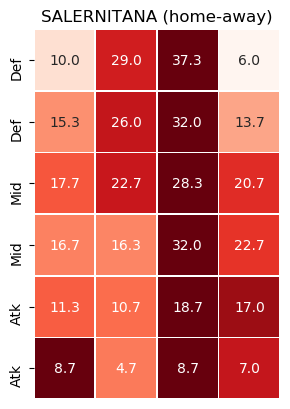 SALERNITANA (home-away)
Def 10.0 29.0 37.3 6.0
Def 15.3 26.0 32.0 13.7
Mid 17.7 22.7 28.3 20.7
Mid 16.7 16.3 32.0 22.7
Atk 11.3 10.7 18.7 17.0
Atk 8.7 4.7 8.7 7.0